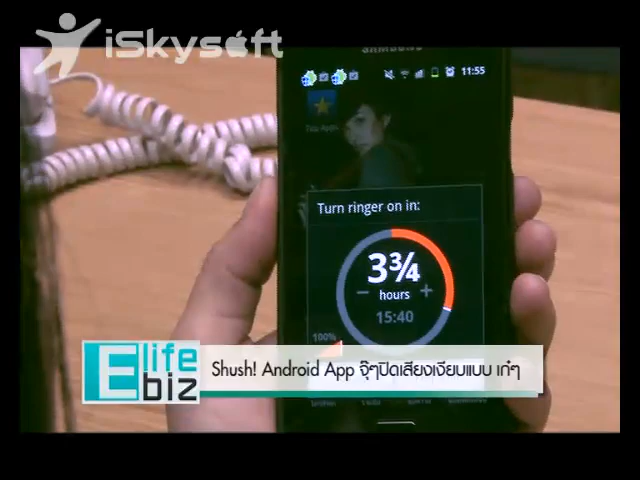 iSkysoft
SAMSUNG
11:55
Turn ringer on in:
3¾
hours
15:40
100%
E life
biz
Shush! Android App จุ๊ๆปิดเสียงเงียบแบบ เก๋ๆ